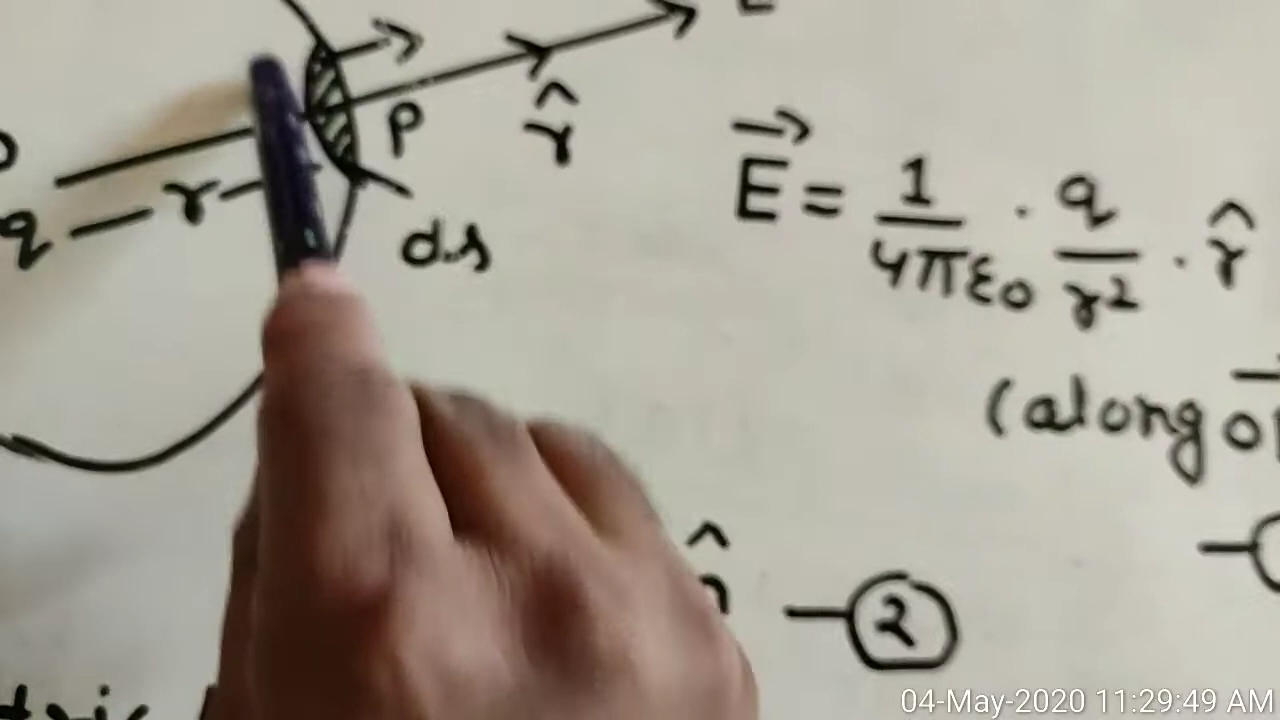 P
r̂
q — r —
ds
E⃗ = 1/4πε₀ · q/r² · r̂
(along
n̂ — ②
04-May-2020 11:29:49 AM